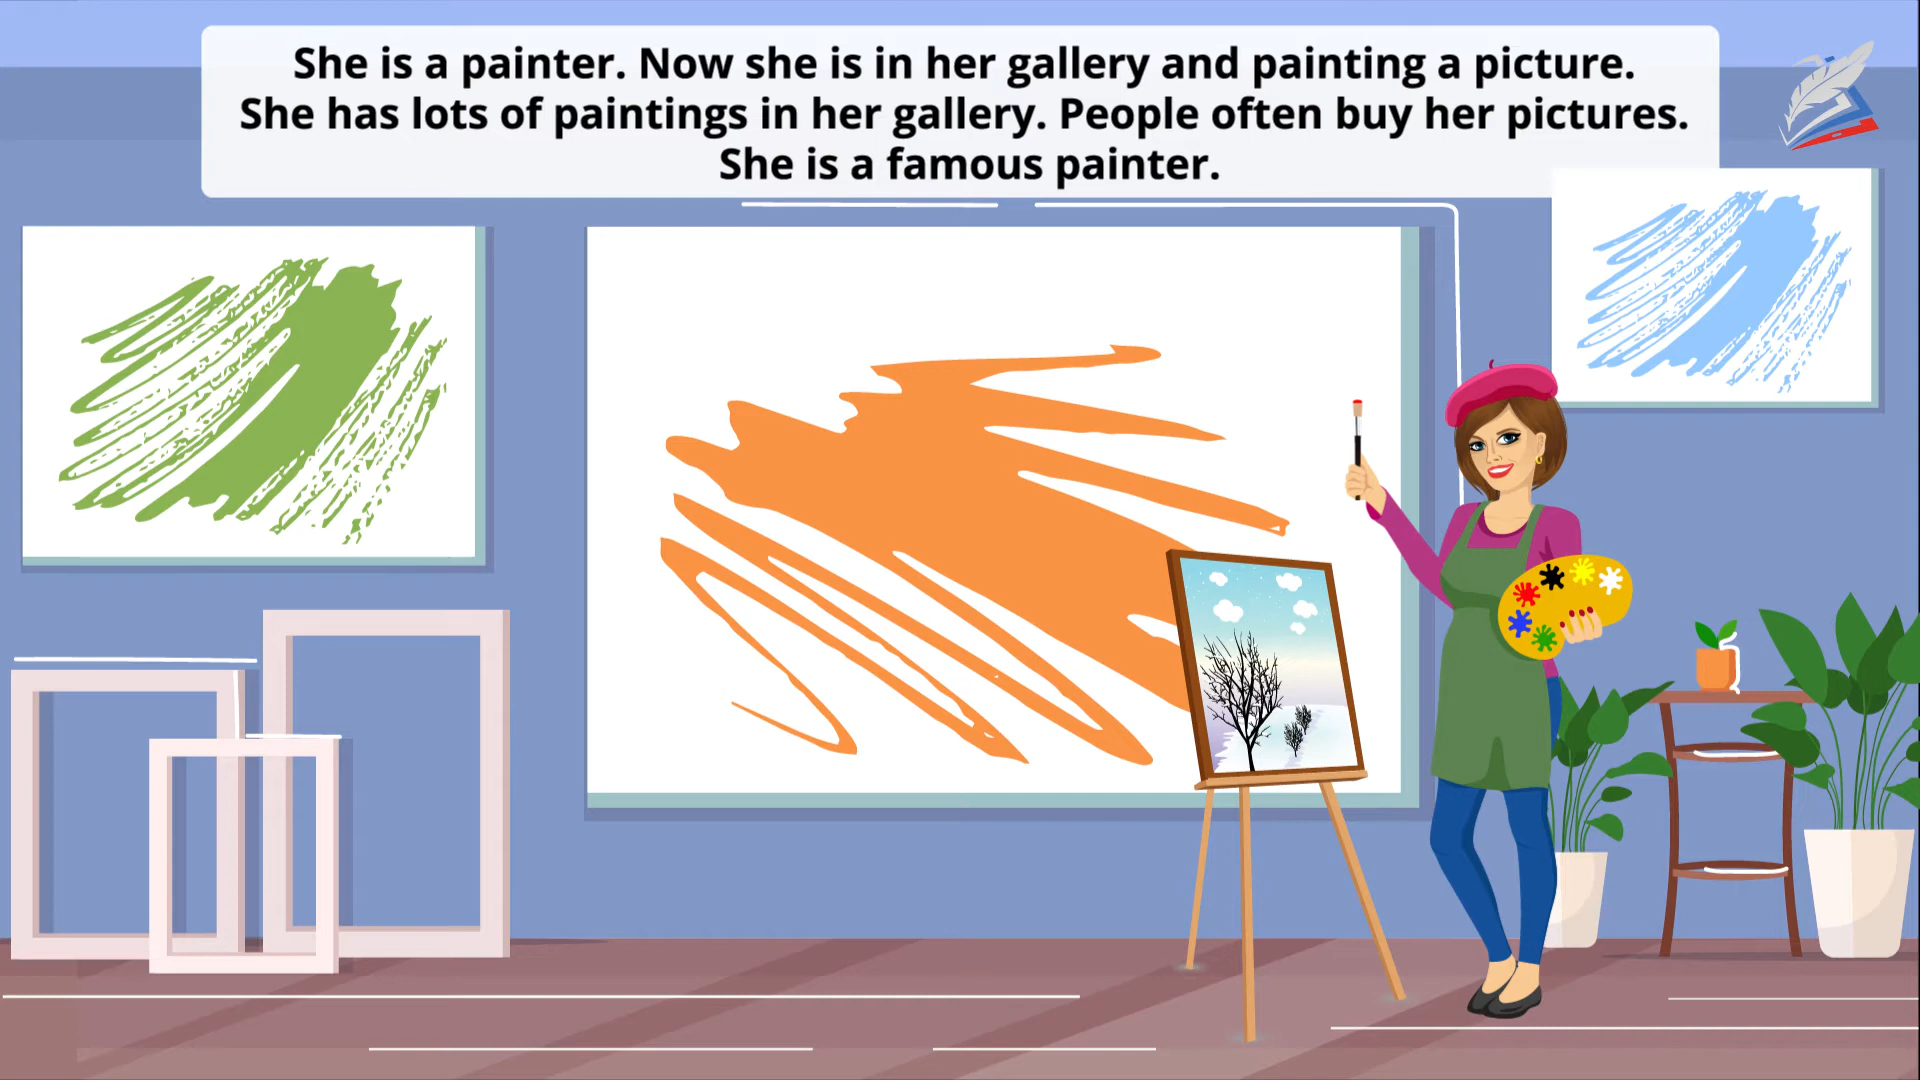 She is a painter. Now she is in her gallery and painting a picture.
She has lots of paintings in her gallery. People often buy her pictures.
She is a famous painter.